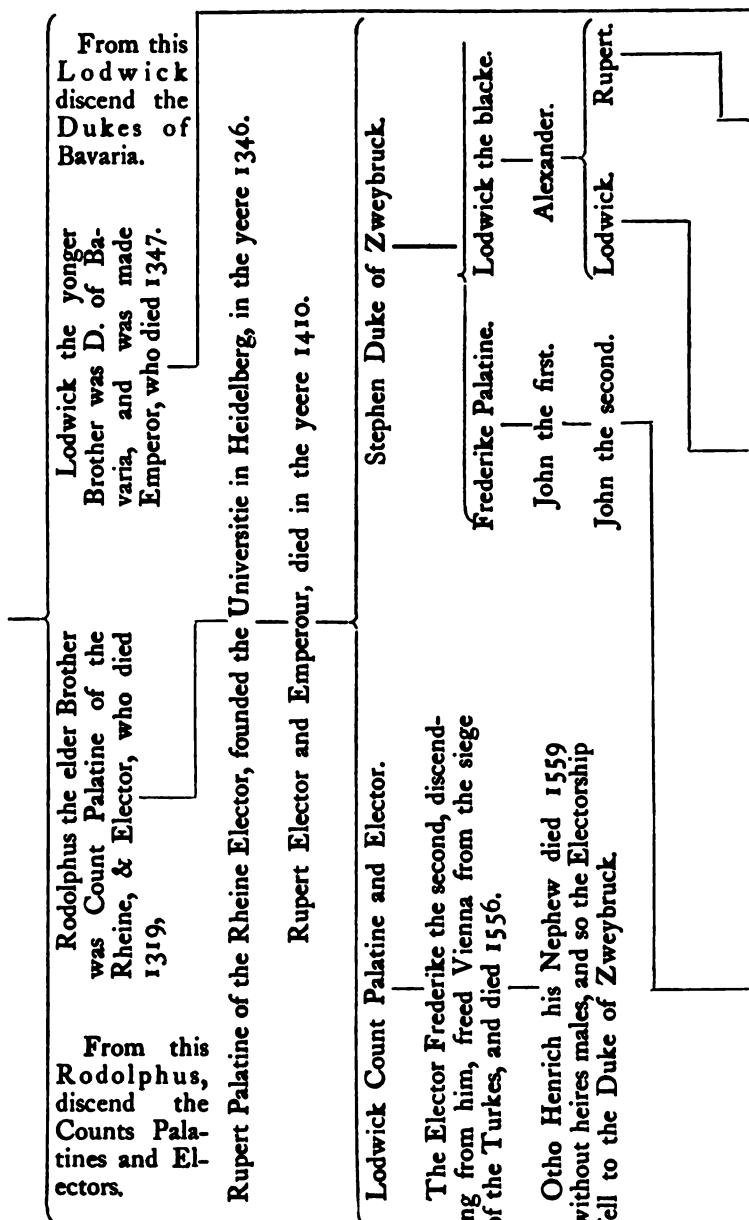 From this
Rodolphus,
discend the
Counts Pala-
tines and El-
ectors.
Rodolphus the elder Brother
was Count Palatine of the
Rheine, & Elector, who died
1319,
Lodwick the yonger
Brother was D. of Ba-
varia, and was made
Emperor, who died 1347.
From this
Lodwick
discend the
Dukes of
Bavaria.
Rupert Palatine of the Rheine Elector, founded the Universitie in Heidelberg, in the yeere 1346.
Rupert Elector and Emperour, died in the yeere 1410.
Lodwick Count Palatine and Elector.
The Elector Frederike the second, discend-
ng from him, freed Vienna from the siege
of the Turkes, and died 1556.
Otho Henrich his Nephew died 1559
without heires males, and so the Electorship
fell to the Duke of Zweybruck.
Stephen Duke of Zweybruck.
Frederike Palatine.
Lodwick the blacke.
John the first.
Alexander.
John the second.
Lodwick.
Rupert.